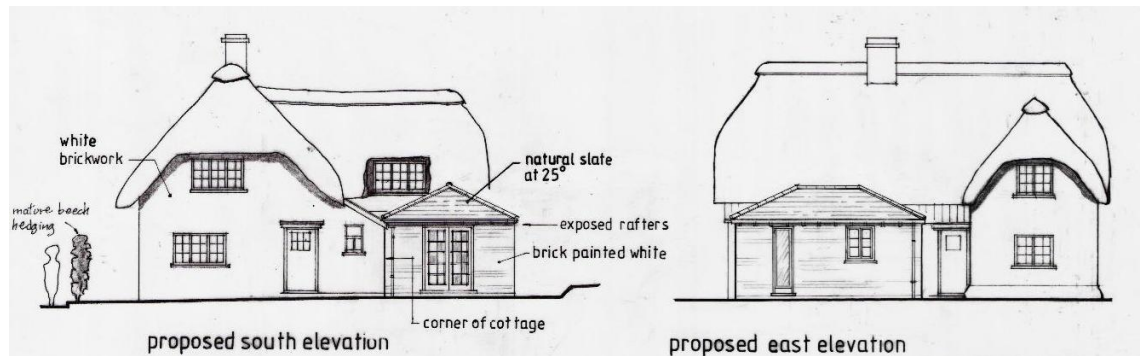 white
brickwork
mature beech
hedging
natural slate
at 25°
exposed rafters
brick painted white
corner of cottage
proposed south elevation
proposed east elevation